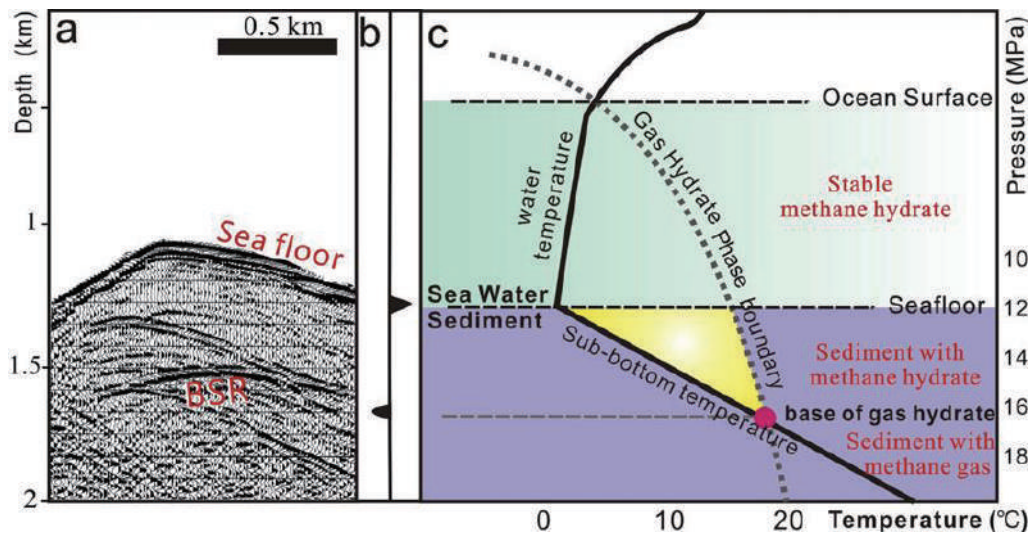 a
0.5 km
b
c
Depth (km)
1
1.5
2
Sea floor
BSR
Ocean Surface
Gas Hydrate Phase boundary
water
temperature
Stable
methane hydrate
Sea Water
Sediment
Seafloor
Sub-bottom temperature
Sediment with
methane hydrate
base of gas hydrate
Sediment with
methane gas
Pressure (MPa)
10
12
14
16
18
0
10
20
Temperature (℃)